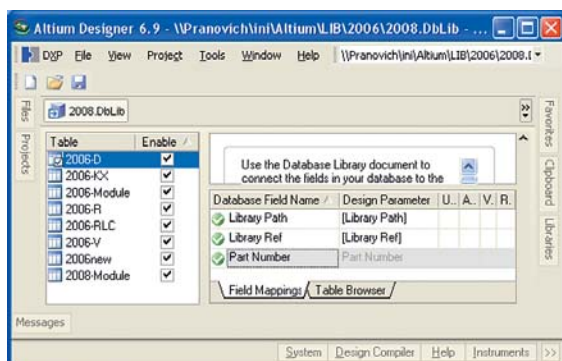 Altium Designer 6.9 - \\Pranovich\ini\Altium\LIB\2006\2008.DbLib - ...
DXP File View Project Tools Window Help \\Pranovich\ini\Altium\LIB\2006\2008.[
Files
Projects
2008.DbLib
Favorites
Clipboard
Libraries
Table Enable
2006-D
2006-KX
2006-Module
2006-R
2006-RLC
2006-V
2006new
2008-Module
Use the Database Library document to
connect the fields in your database to the
Database Field Name Design Parameter U.. A.. V. R.
Library Path [Library Path]
Library Ref [Library Ref]
Part Number Part Number
Field Mappings Table Browser
Messages
System Design Compiler Help Instruments >>